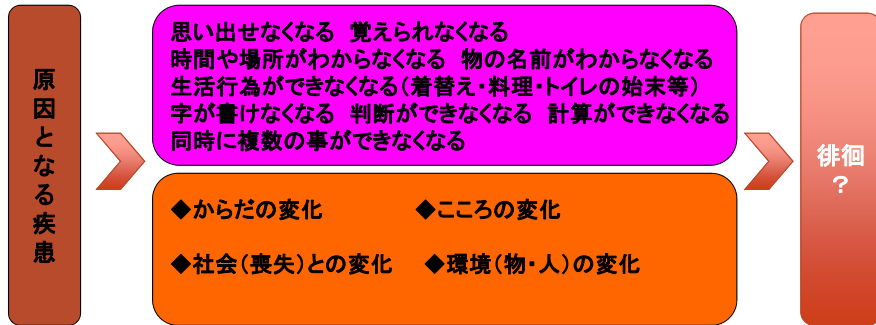 原因となる疾患
思い出せなくなる 覚えられなくなる
時間や場所がわからなくなる 物の名前がわからなくなる
生活行為ができなくなる(着替え・料理・トイレの始末等)
字が書けなくなる 判断ができなくなる 計算ができなくなる
同時に複数の事ができなくなる
◆からだの変化 ◆こころの変化
◆社会(喪失)との変化 ◆環境(物・人)の変化
徘徊
?